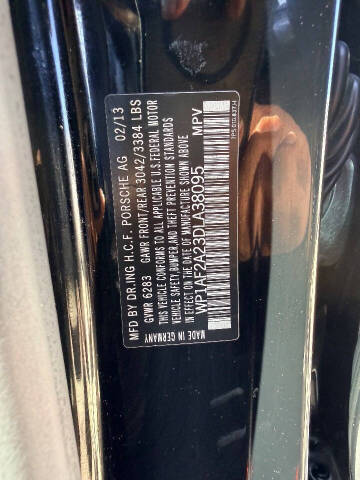 MFD BY DR.ING H.C.F. PORSCHE AG 02/13
GVWR 6283 GAWR FRONT/REAR 3042/3384 LBS
THIS VEHICLE CONFORMS TO ALL APPLICABLE U.S.FEDERAL MOTOR
VEHICLE SAFETY,BUMPER,AND THEFT PREVENTION STANDARDS
IN EFFECT ON THE DATE OF MANUFACTURE SHOWN ABOVE
WP1AF2A23DLA38095 MPV
MADE IN GERMANY